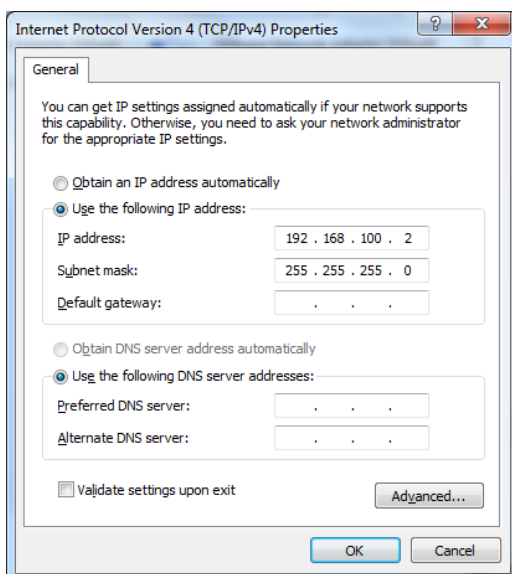 Internet Protocol Version 4 (TCP/IPv4) Properties
?
X
General
You can get IP settings assigned automatically if your network supports
this capability. Otherwise, you need to ask your network administrator
for the appropriate IP settings.
Obtain an IP address automatically
Use the following IP address:
IP address: 192 . 168 . 100 . 2
Subnet mask: 255 . 255 . 255 . 0
Default gateway: . . .
Obtain DNS server address automatically
Use the following DNS server addresses:
Preferred DNS server: . . .
Alternate DNS server: . . .
Validate settings upon exit
Advanced...
OK Cancel